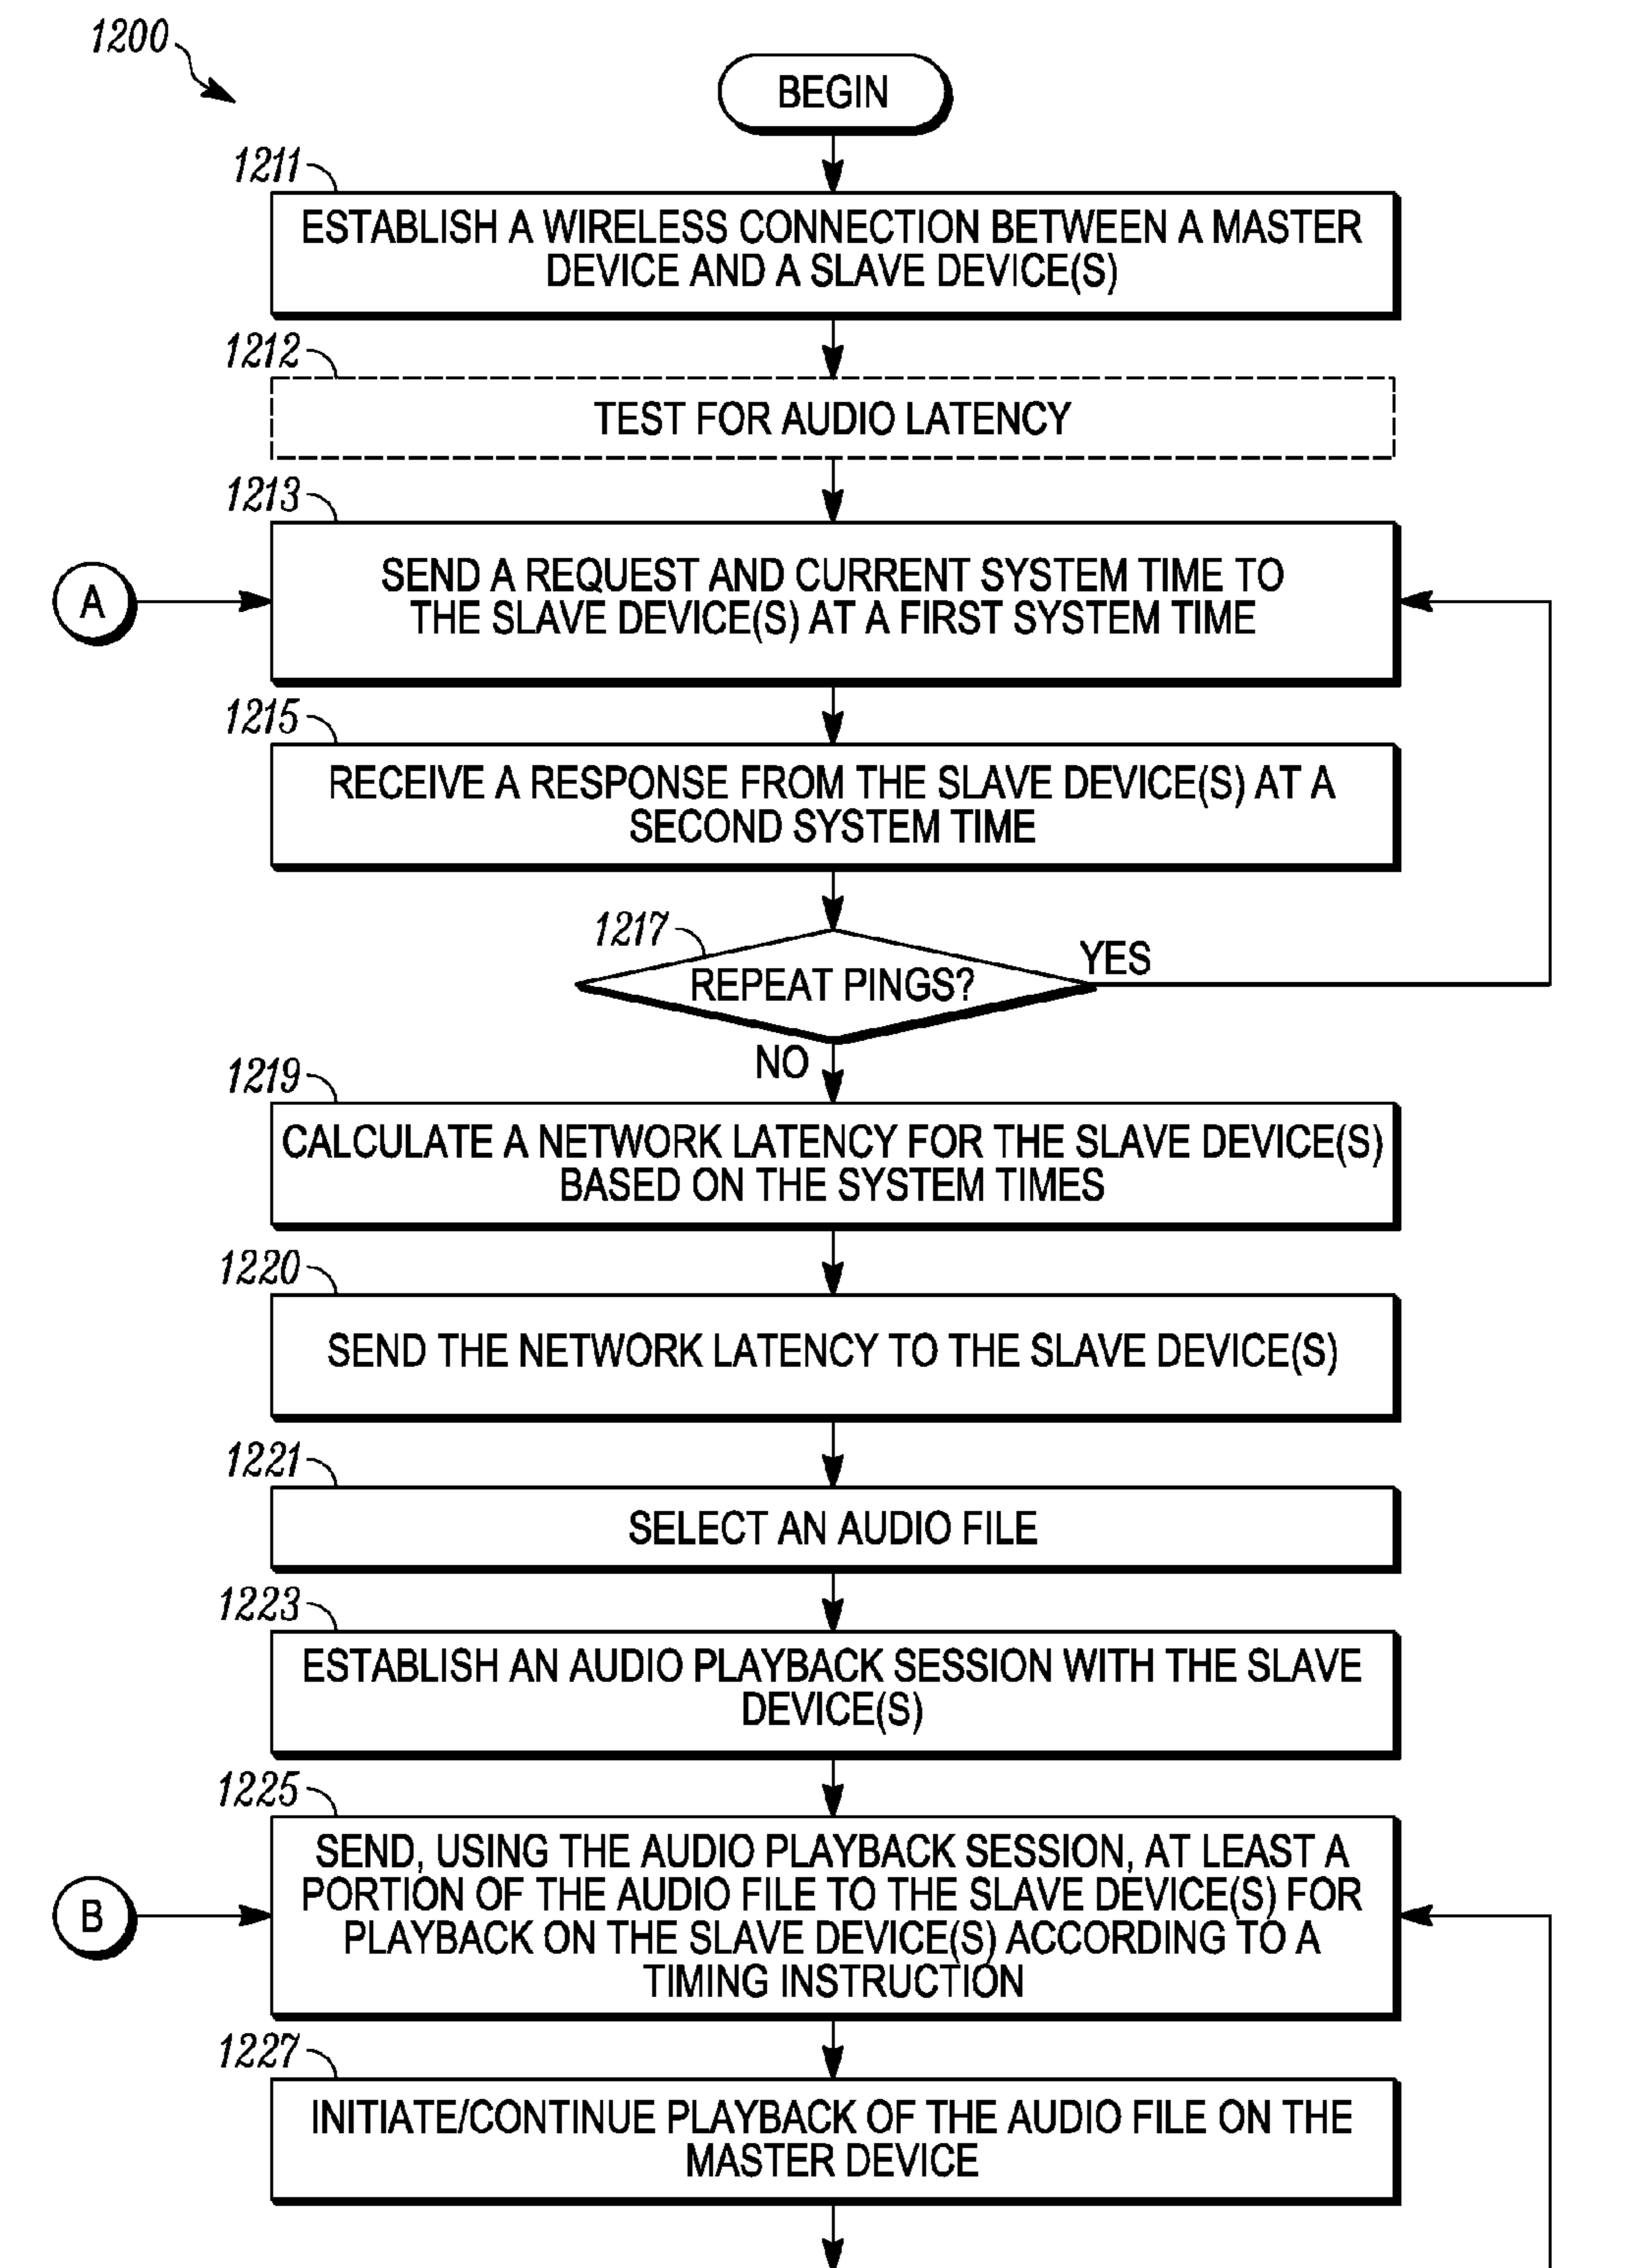 1200
BEGIN
1211
ESTABLISH A WIRELESS CONNECTION BETWEEN A MASTER
DEVICE AND A SLAVE DEVICE(S)
1212
TEST FOR AUDIO LATENCY
1213
A
SEND A REQUEST AND CURRENT SYSTEM TIME TO
THE SLAVE DEVICE(S) AT A FIRST SYSTEM TIME
1215
RECEIVE A RESPONSE FROM THE SLAVE DEVICE(S) AT A
SECOND SYSTEM TIME
1217
REPEAT PINGS?
YES
NO
1219
CALCULATE A NETWORK LATENCY FOR THE SLAVE DEVICE(S)
BASED ON THE SYSTEM TIMES
1220
SEND THE NETWORK LATENCY TO THE SLAVE DEVICE(S)
1221
SELECT AN AUDIO FILE
1223
ESTABLISH AN AUDIO PLAYBACK SESSION WITH THE SLAVE
DEVICE(S)
1225
B
SEND, USING THE AUDIO PLAYBACK SESSION, AT LEAST A
PORTION OF THE AUDIO FILE TO THE SLAVE DEVICE(S) FOR
PLAYBACK ON THE SLAVE DEVICE(S) ACCORDING TO A
TIMING INSTRUCTION
1227
INITIATE/CONTINUE PLAYBACK OF THE AUDIO FILE ON THE
MASTER DEVICE